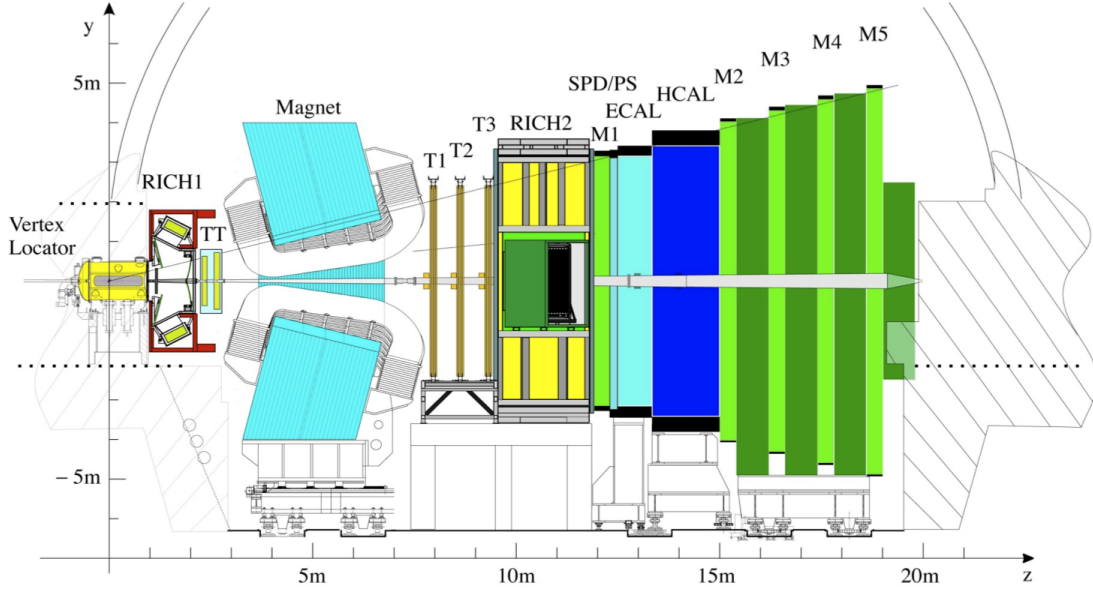 y
5m
Magnet
RICH1
Vertex
Locator
TT
T1
T2
T3
RICH2
M1
SPD/PS
ECAL
HCAL
M2
M3
M4
M5
− 5m
5m
10m
15m
20m
z